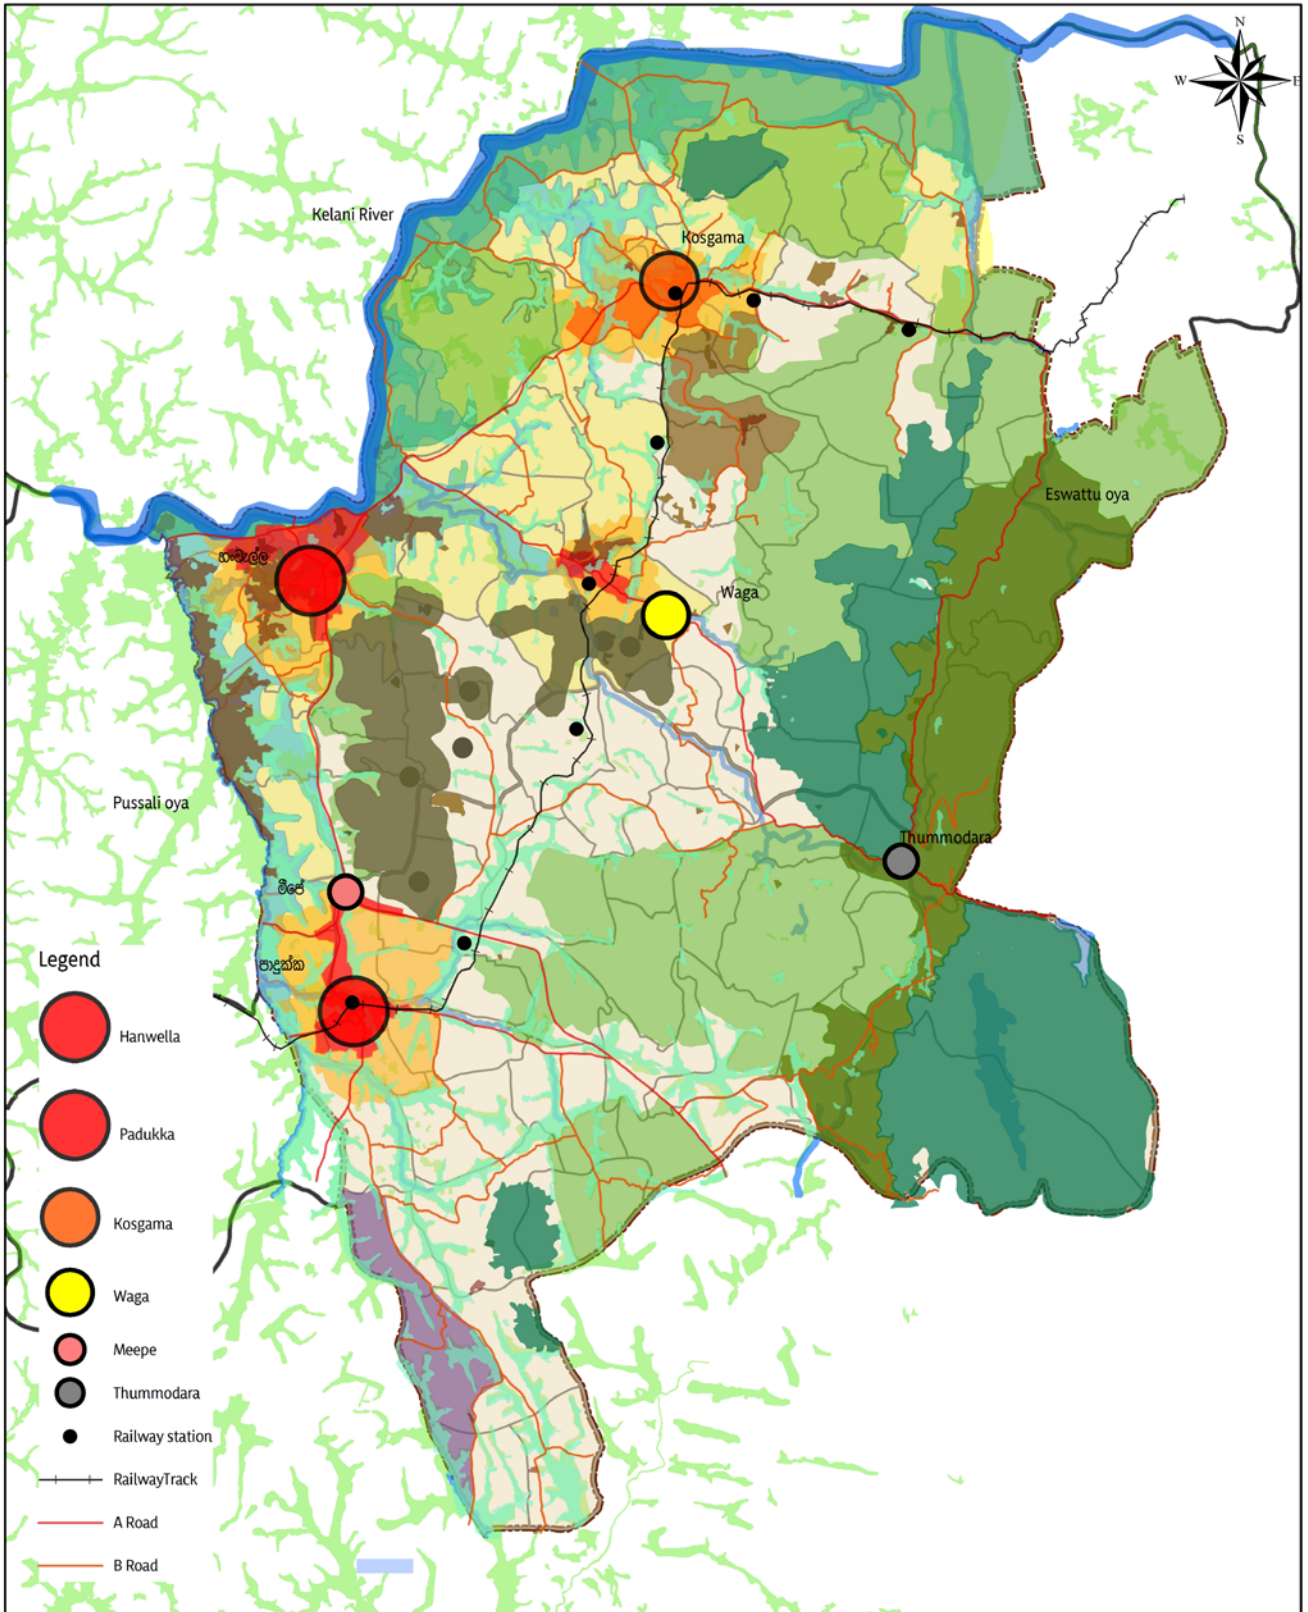 N
W
E
S
Kelani River
Kosgama
Eswattu oya
හංවැල්ල
Waga
Pussali oya
Thummodara
මීපේ
පාදුක්ක
Legend
Hanwella
Padukka
Kosgama
Waga
Meepe
Thummodara
Railway station
RailwayTrack
A Road
B Road